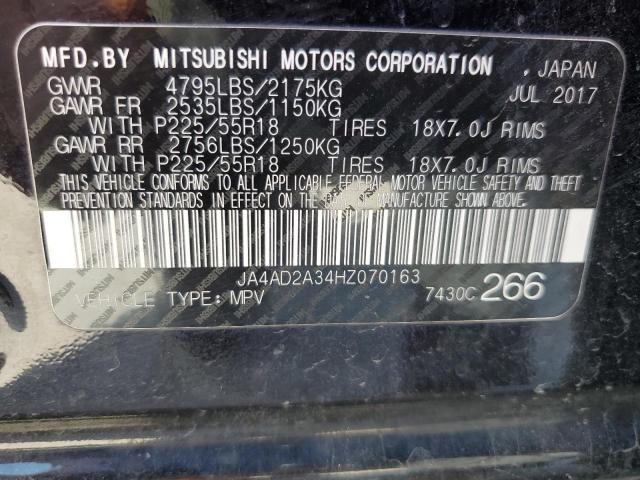 MFD.BY MITSUBISHI MOTORS CORPORATION . JAPAN
GVWR 4795LBS/2175KG JUL 2017
GAWR FR 2535LBS/1150KG
WITH P225/55R18 TIRES 18X7.0J RIMS
GAWR RR 2756LBS/1250KG
WITH P225/55R18 TIRES 18X7.0J RIMS
THIS VEHICLE CONFORMS TO ALL APPLICABLE FEDERAL MOTOR VEHICLE SAFETY AND THEFT
PREVENTION STANDARDS IN EFFECT ON THE DATE OF MANUFACTURE SHOWN ABOVE.
JA4AD2A34HZ070163
VEHICLE TYPE: MPV 7430C 266